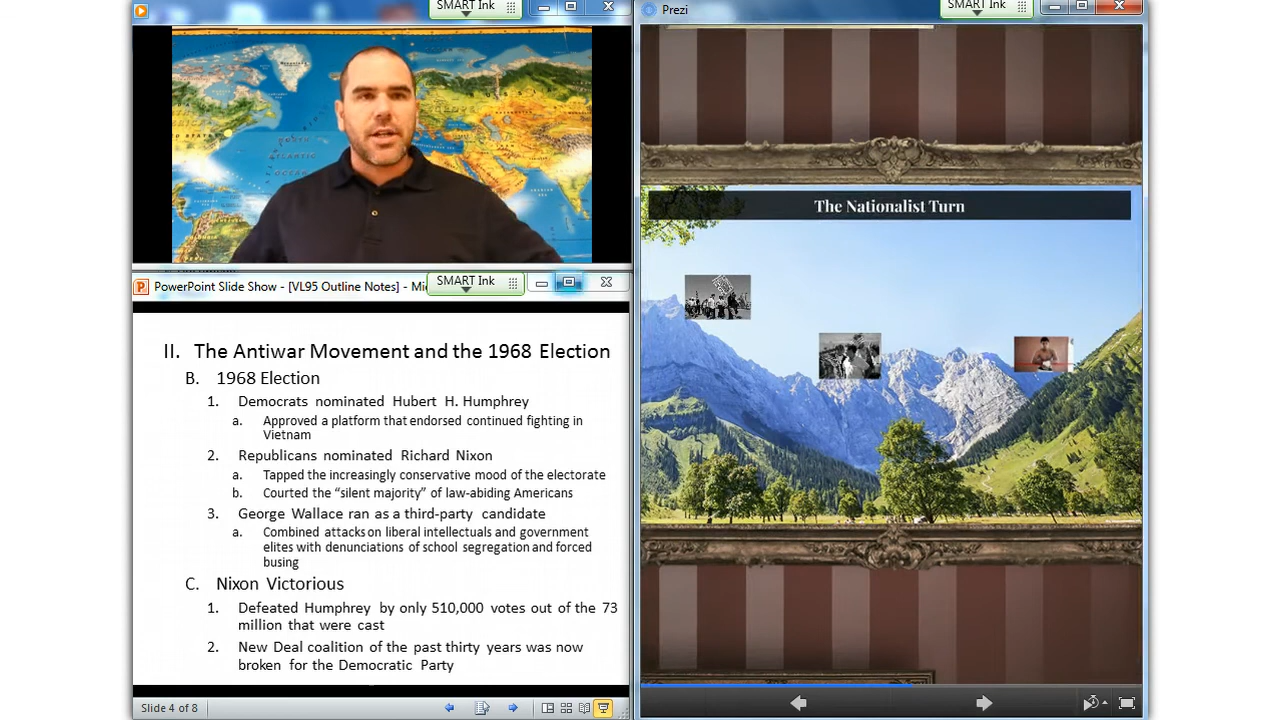 SMART Ink
Prezi
SMART Ink
The Nationalist Turn
PowerPoint Slide Show - [VL95 Outline Notes] - Mi
SMART Ink
II. The Antiwar Movement and the 1968 Election
B. 1968 Election
1. Democrats nominated Hubert H. Humphrey
a. Approved a platform that endorsed continued fighting in
Vietnam
2. Republicans nominated Richard Nixon
a. Tapped the increasingly conservative mood of the electorate
b. Courted the “silent majority” of law-abiding Americans
3. George Wallace ran as a third-party candidate
a. Combined attacks on liberal intellectuals and government
elites with denunciations of school segregation and forced
busing
C. Nixon Victorious
1. Defeated Humphrey by only 510,000 votes out of the 73
million that were cast
2. New Deal coalition of the past thirty years was now
broken for the Democratic Party
Slide 4 of 8